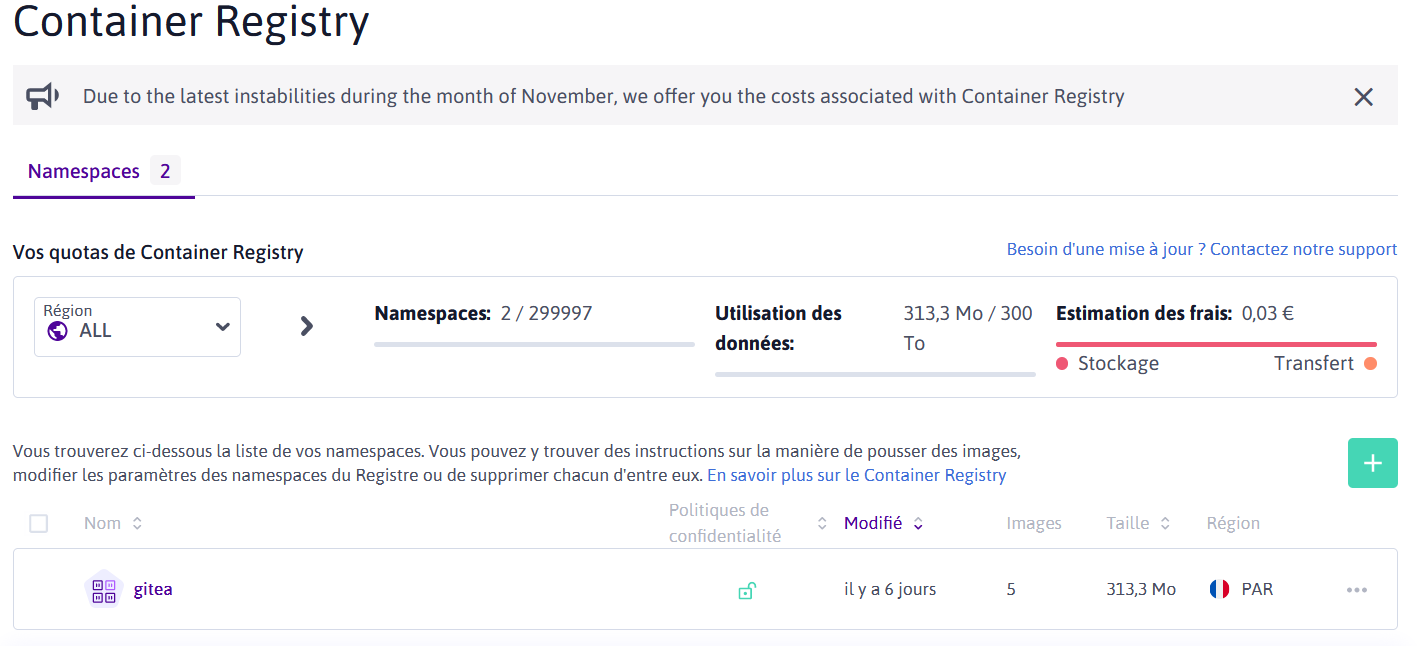 Container Registry
Due to the latest instabilities during the month of November, we offer you the costs associated with Container Registry
Namespaces 2
Vos quotas de Container Registry
Besoin d'une mise à jour ? Contactez notre support
Région
ALL
Namespaces: 2 / 299997
Utilisation des données:
313,3 Mo / 300 To
Estimation des frais: 0,03 €
Stockage
Transfert
Vous trouverez ci-dessous la liste de vos namespaces. Vous pouvez y trouver des instructions sur la manière de pousser des images,
modifier les paramètres des namespaces du Registre ou de supprimer chacun d'entre eux. En savoir plus sur le Container Registry
Nom
Politiques de
confidentialité
Modifié
Images
Taille
Région
gitea
il y a 6 jours
5
313,3 Mo
PAR